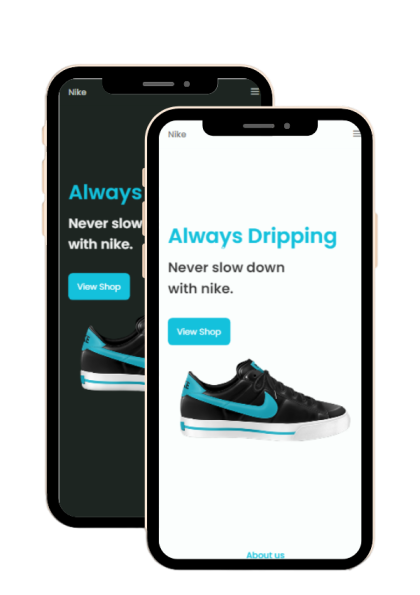 Nike
Always
Never slow
with nike.
View Shop
Nike
Always Dripping
Never slow down
with nike.
View Shop
About us